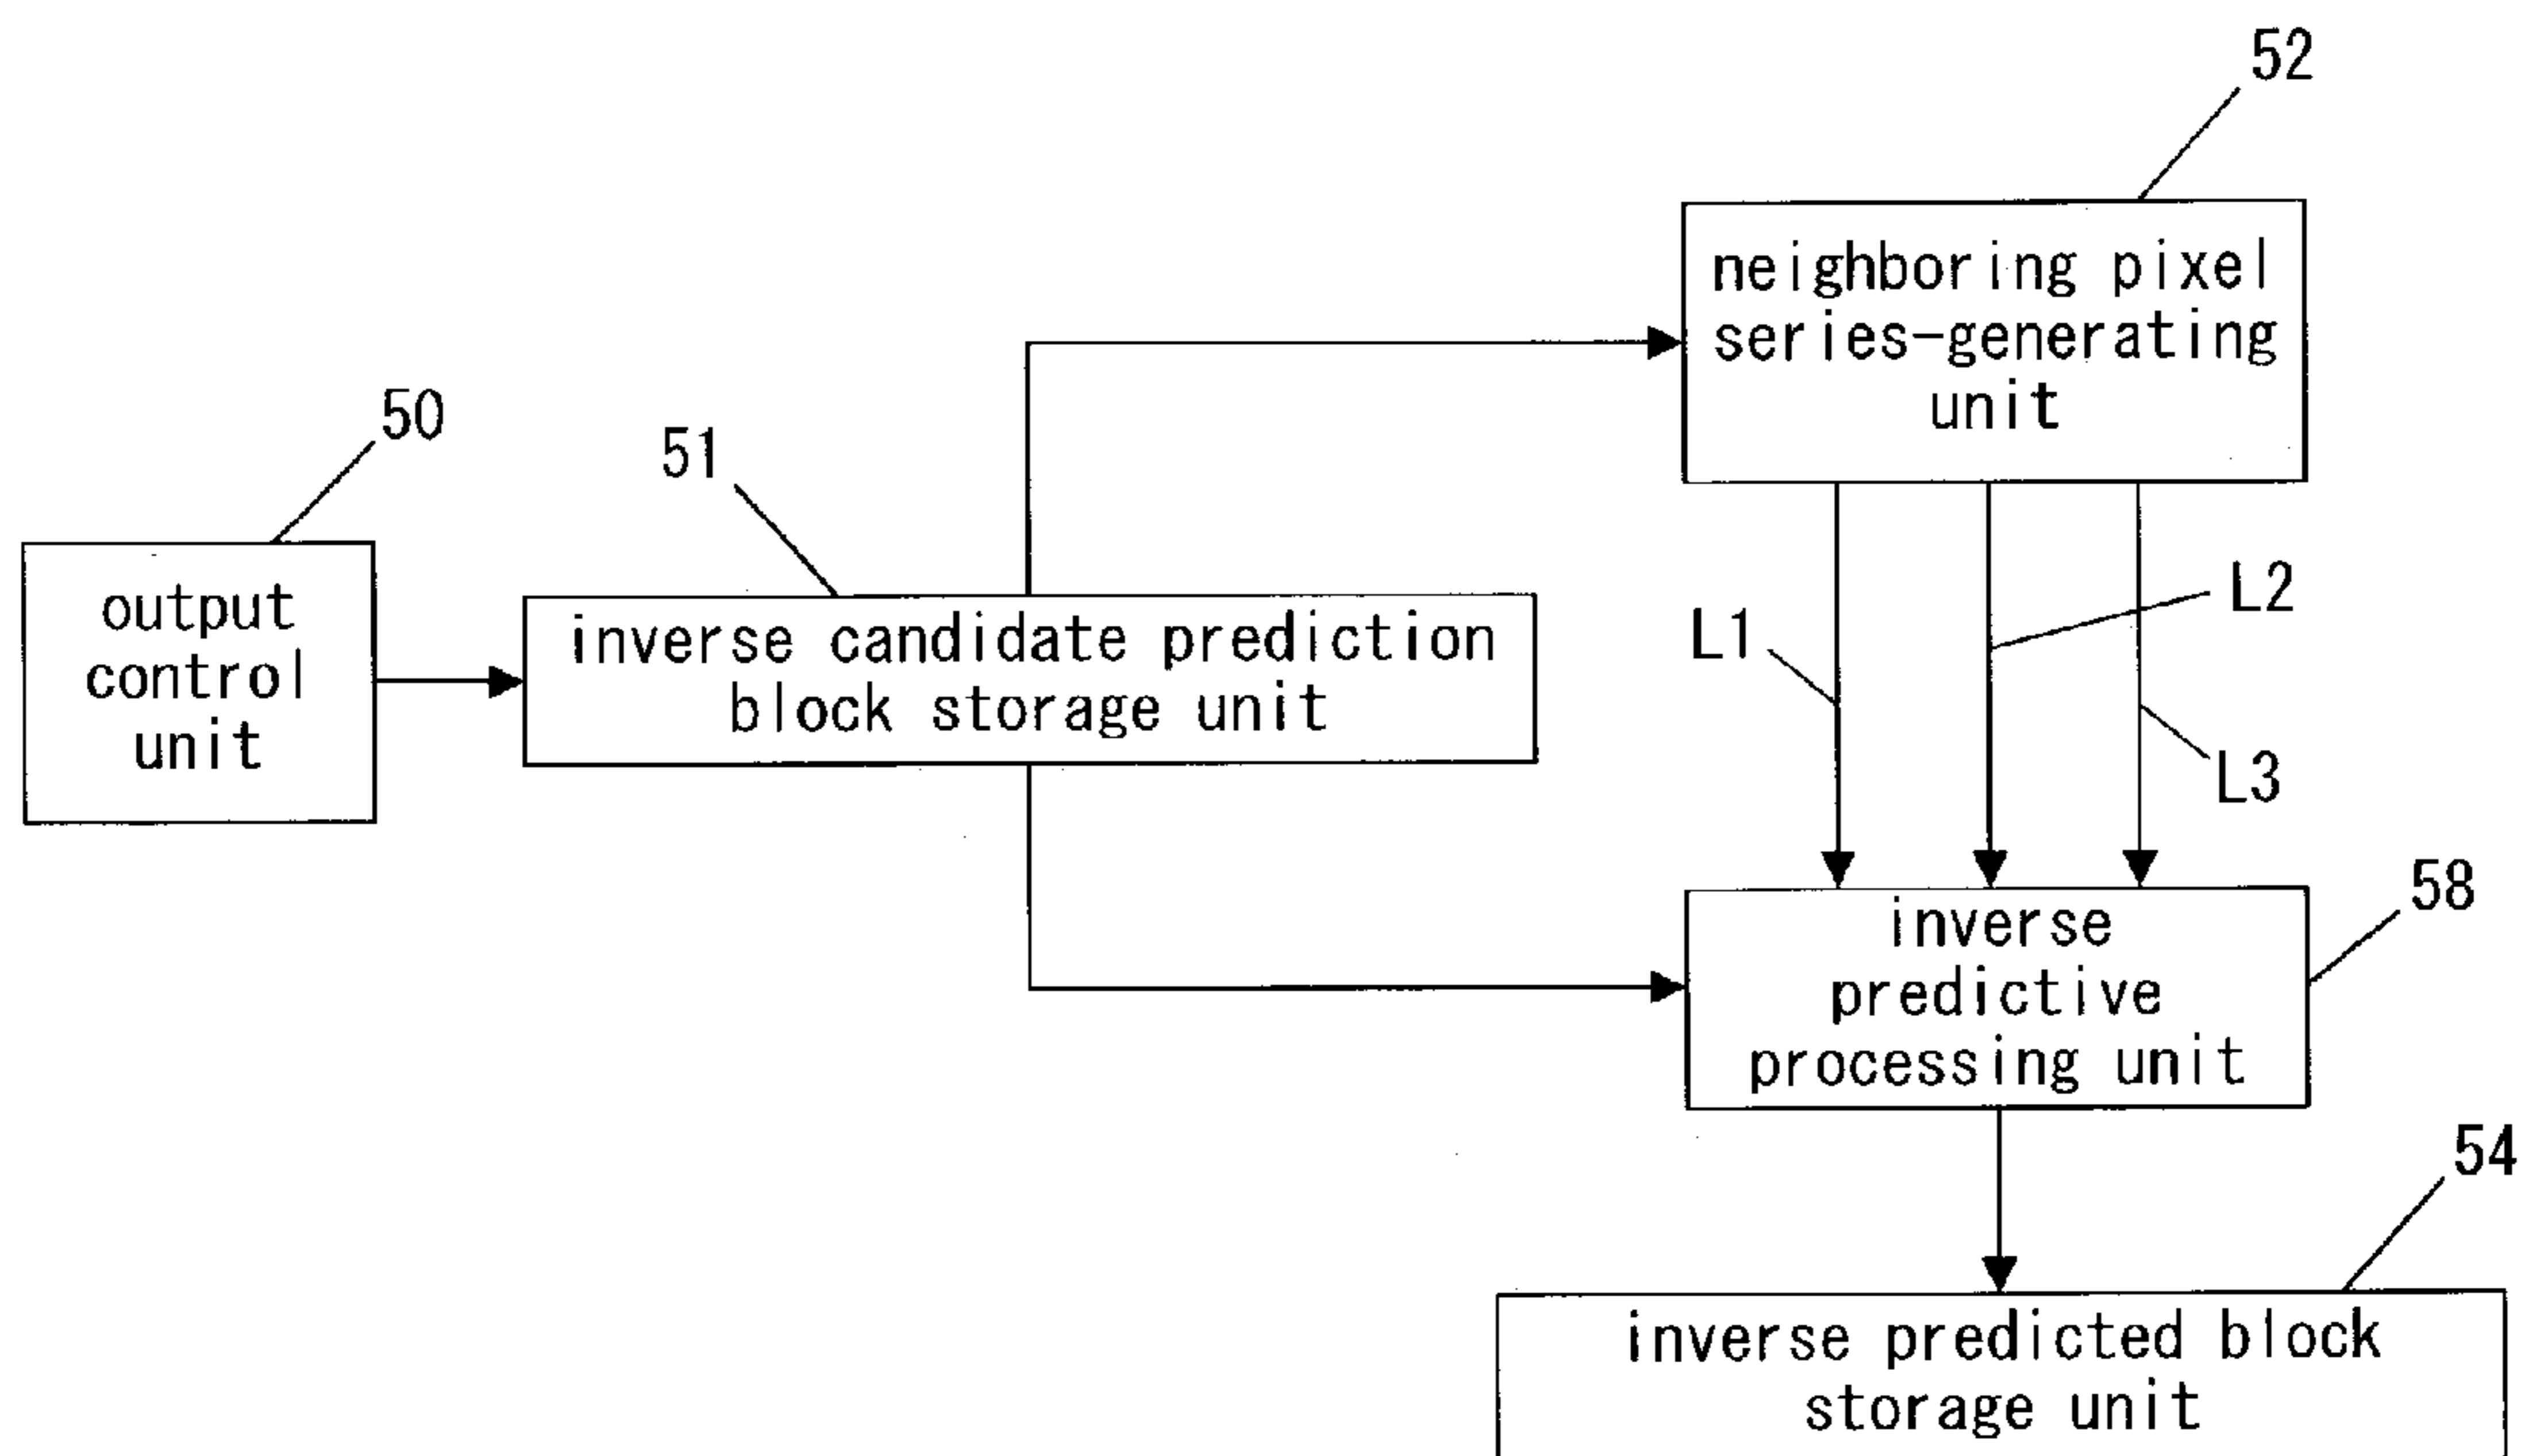 52
neighboring pixel
series-generating
unit
50
51
output
control
unit
inverse candidate prediction
block storage unit
L1
L2
L3
58
inverse
predictive
processing unit
54
inverse predicted block
storage unit